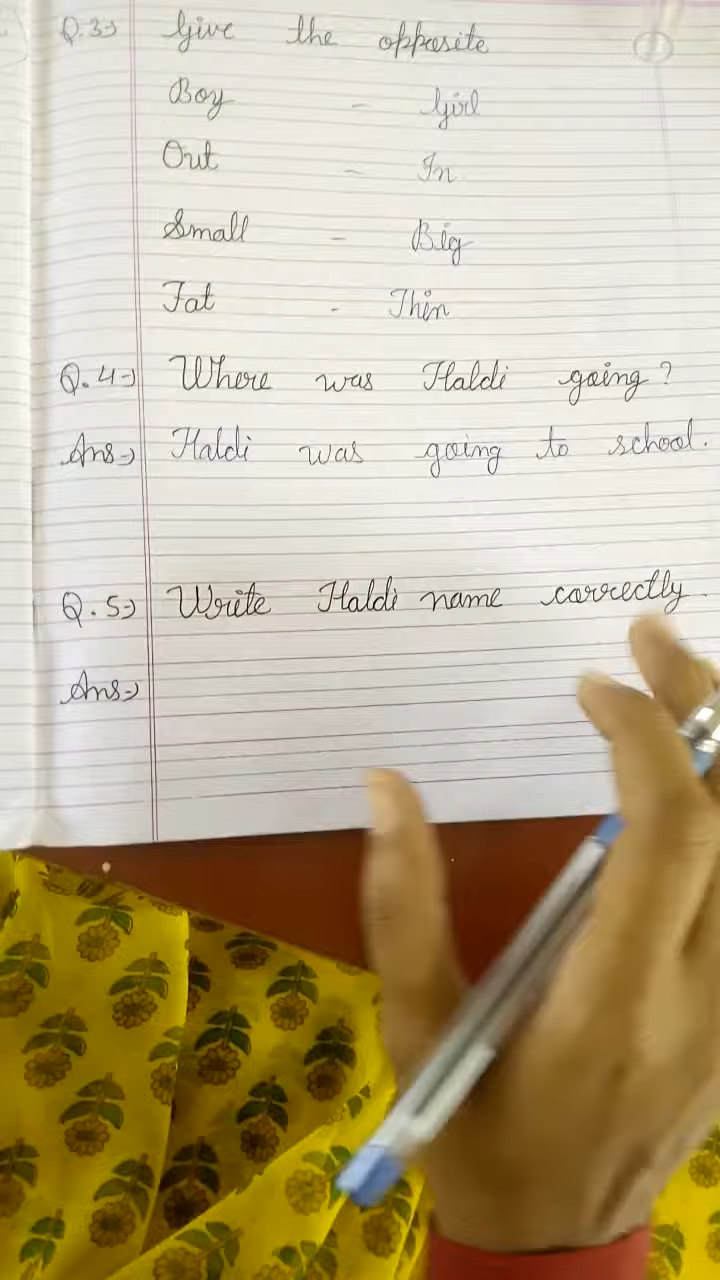 Q.3→ Give the opposite
Boy - Girl
Out - In
Small - Big
Fat - Thin
Q.4→ Where was Haldi going?
Ans→ Haldi was going to school.
Q.5→ Write Haldi name correctly.
Ans→